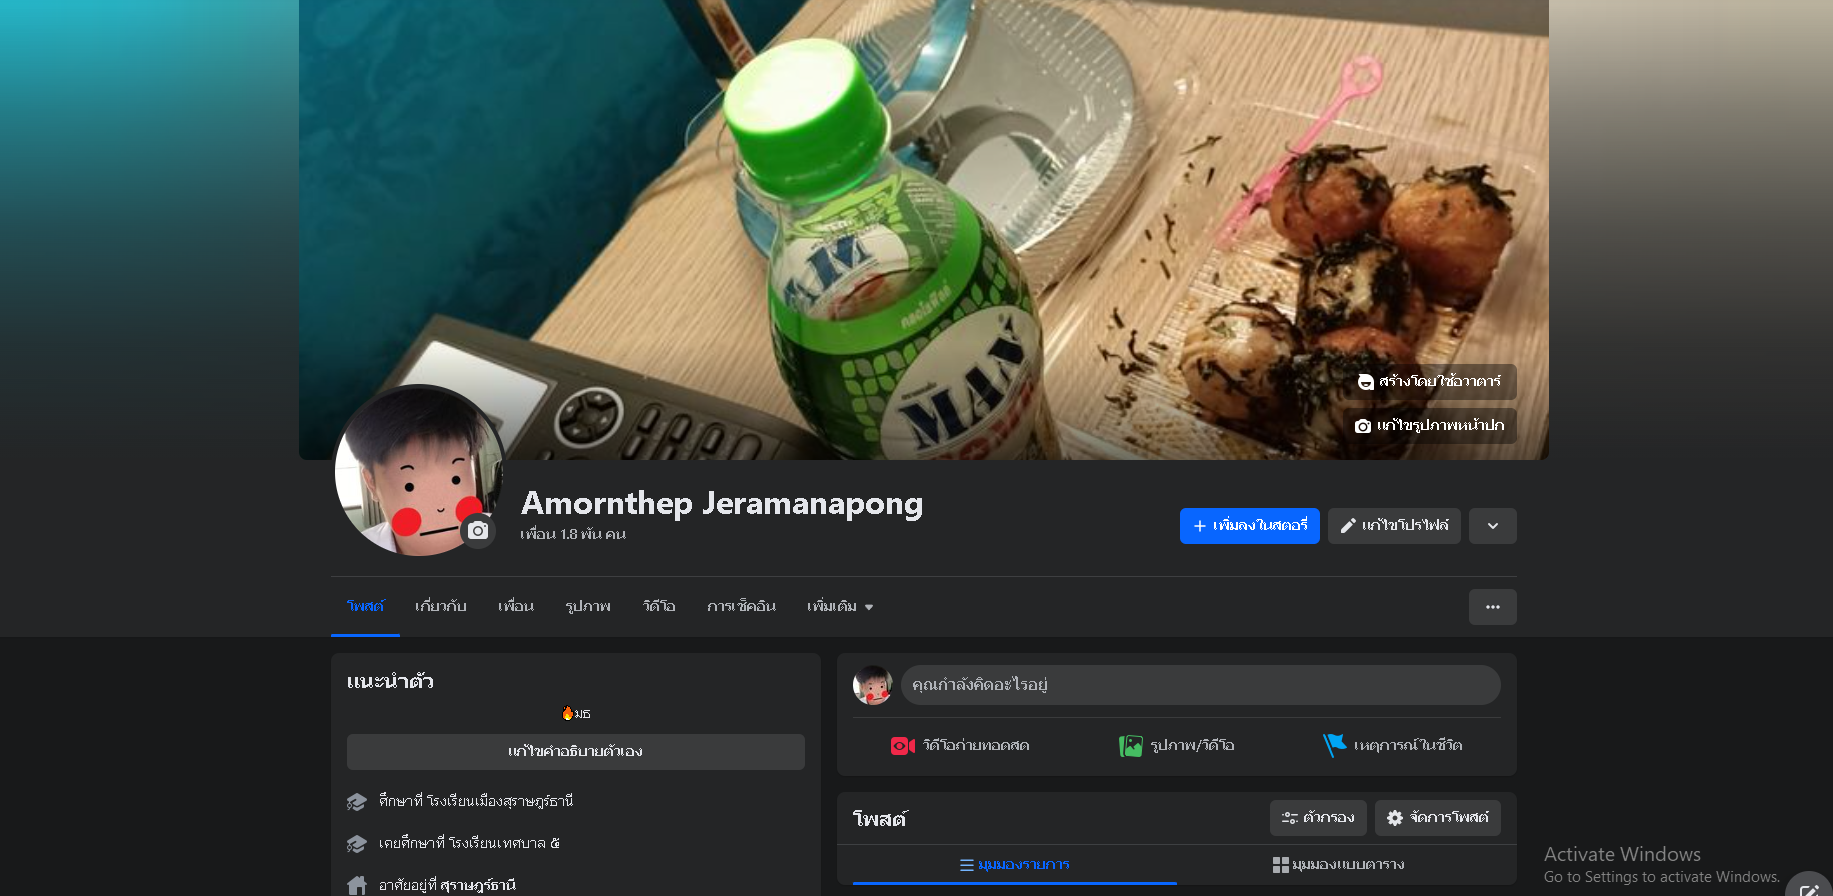 MAN
กลอโรฟิลล์
MAN
สร้างโดยใช้อวาตาร์
แก้ไขรูปภาพหน้าปก
Amornthep Jeramanapong
เพื่อน 1.8 พัน คน
เพิ่มลงในสตอรี่
แก้ไขโปรไฟล์
โพสต์ เกี่ยวกับ เพื่อน รูปภาพ วิดีโอ การเช็คอิน เพิ่มเติม
แนะนำตัว
🔥มธ
แก้ไขคำอธิบายตัวเอง
ศึกษาที่ โรงเรียนเมืองสุราษฎร์ธานี
เคยศึกษาที่ โรงเรียนเทศบาล ๕
อาศัยอยู่ที่ สุราษฎร์ธานี
คุณกำลังคิดอะไรอยู่
วิดีโอถ่ายทอดสด รูปภาพ/วิดีโอ เหตุการณ์ในชีวิต
โพสต์ ตัวกรอง จัดการโพสต์
มุมมองรายการ มุมมองแบบตาราง
Activate Windows
Go to Settings to activate Windows.